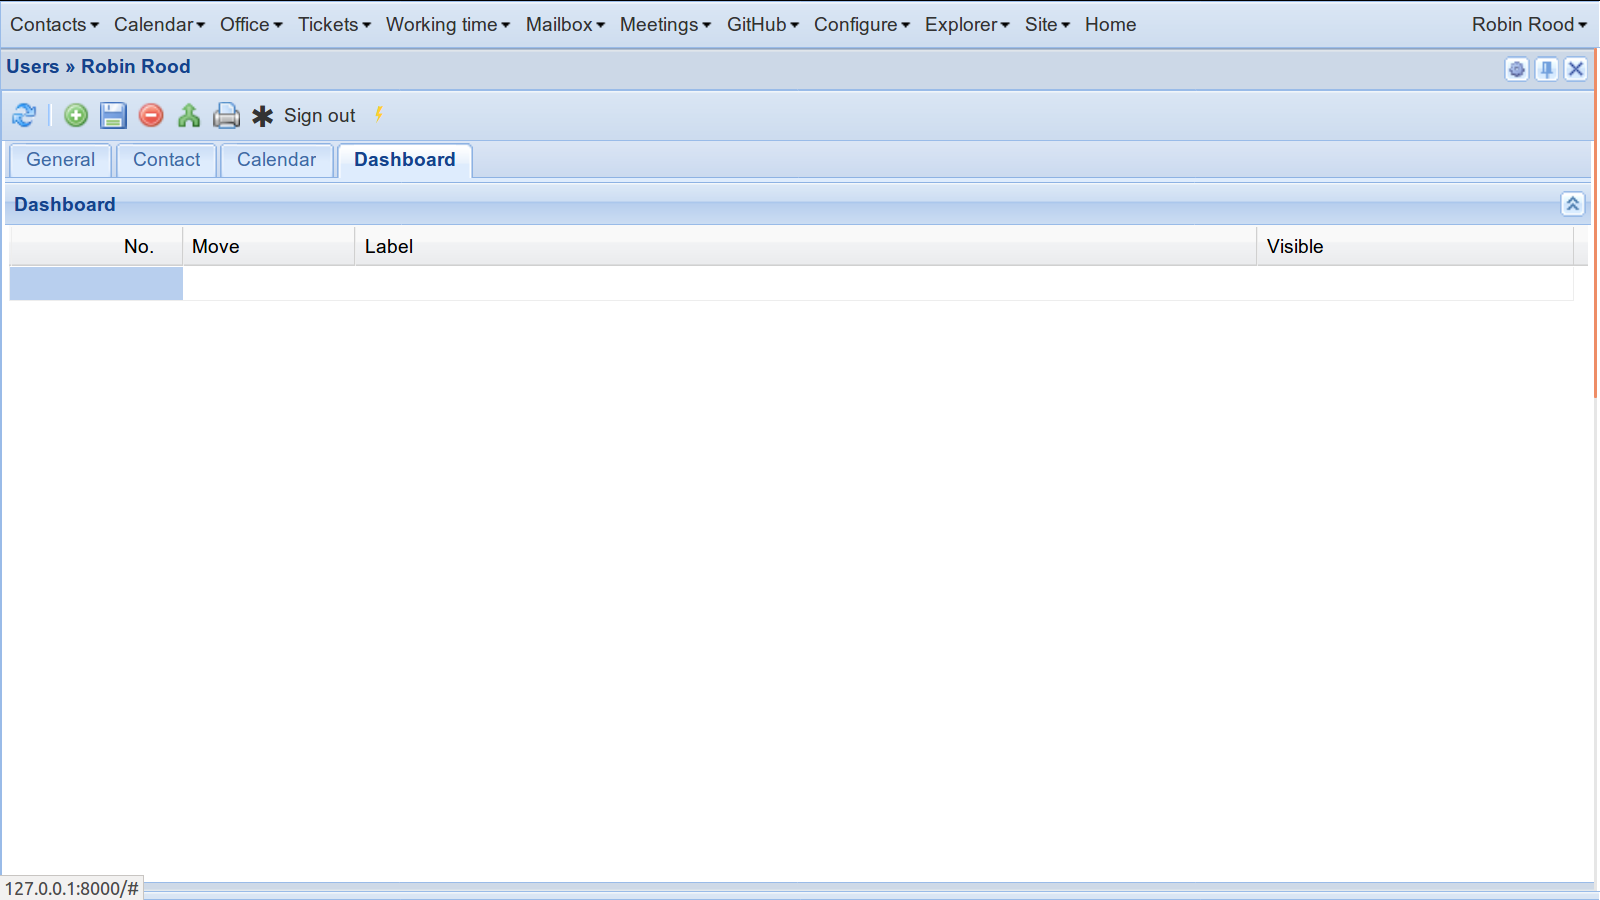 Contacts Calendar Office Tickets Working time Mailbox Meetings GitHub Configure Explorer Site Home Robin Rood
Users » Robin Rood
Sign out
General Contact Calendar Dashboard
Dashboard
No. Move Label Visible
127.0.0.1:8000/#